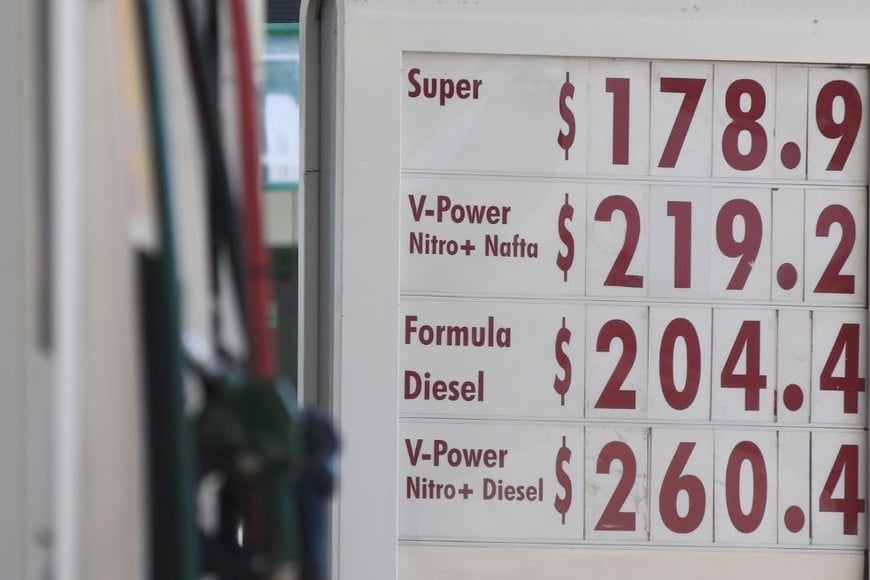 Super $178.9
V-Power $219.2
Nitro+ Nafta
Formula $204.4
Diesel
V-Power $260.4
Nitro+ Diesel